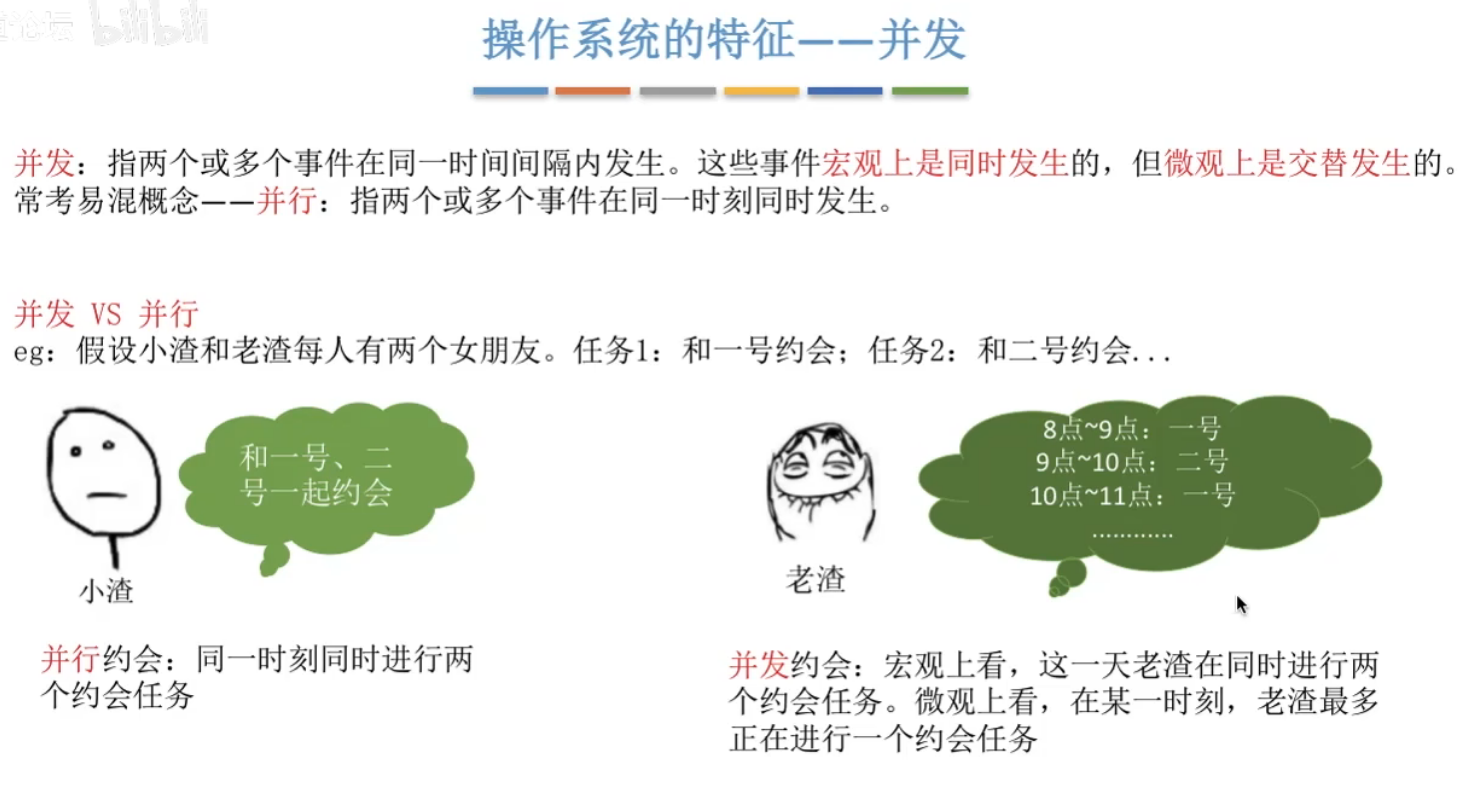 论坛 bilibili
操作系统的特征——并发
并发：指两个或多个事件在同一时间间隔内发生。这些事件宏观上是同时发生的，但微观上是交替发生的。
常考易混概念——并行：指两个或多个事件在同一时刻同时发生。
并发 VS 并行
eg：假设小渣和老渣每人有两个女朋友。任务1：和一号约会；任务2：和二号约会...
和一号、二
号一起约会
小渣
并行约会：同一时刻同时进行两
个约会任务
8点~9点：一号
9点~10点：二号
10点~11点：一号
............
老渣
并发约会：宏观上看，这一天老渣在同时进行两
个约会任务。微观上看，在某一时刻，老渣最多
正在进行一个约会任务